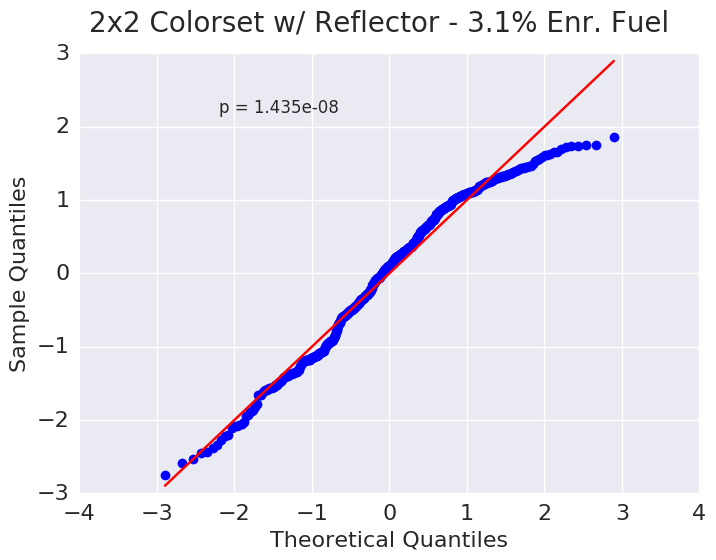 2x2 Colorset w/ Reflector - 3.1% Enr. Fuel
p = 1.435e-08
3
2
1
0
−1
−2
−3
Sample Quantiles
−4 −3 −2 −1 0 1 2 3 4
Theoretical Quantiles